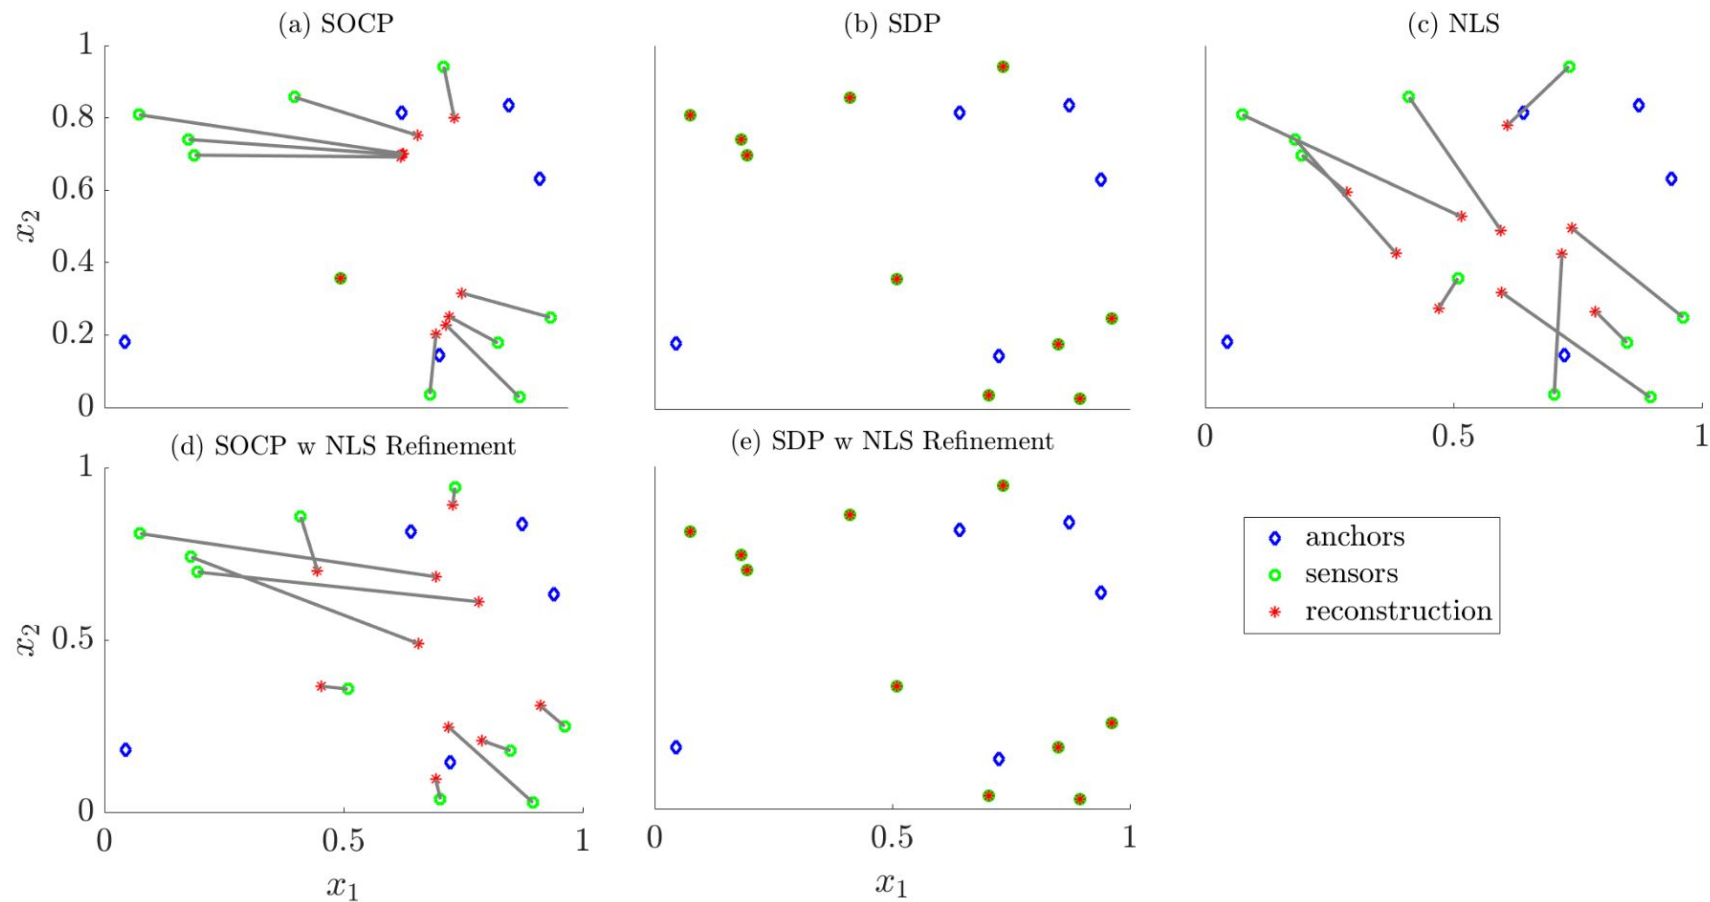 (a) SOCP
(b) SDP
(c) NLS
1
0.8
0.6
0.4
0.2
0
x2
0
0.5
1
(d) SOCP w NLS Refinement
(e) SDP w NLS Refinement
1
0.5
0
x2
0
0.5
1
x1
0
0.5
1
x1
anchors
sensors
reconstruction